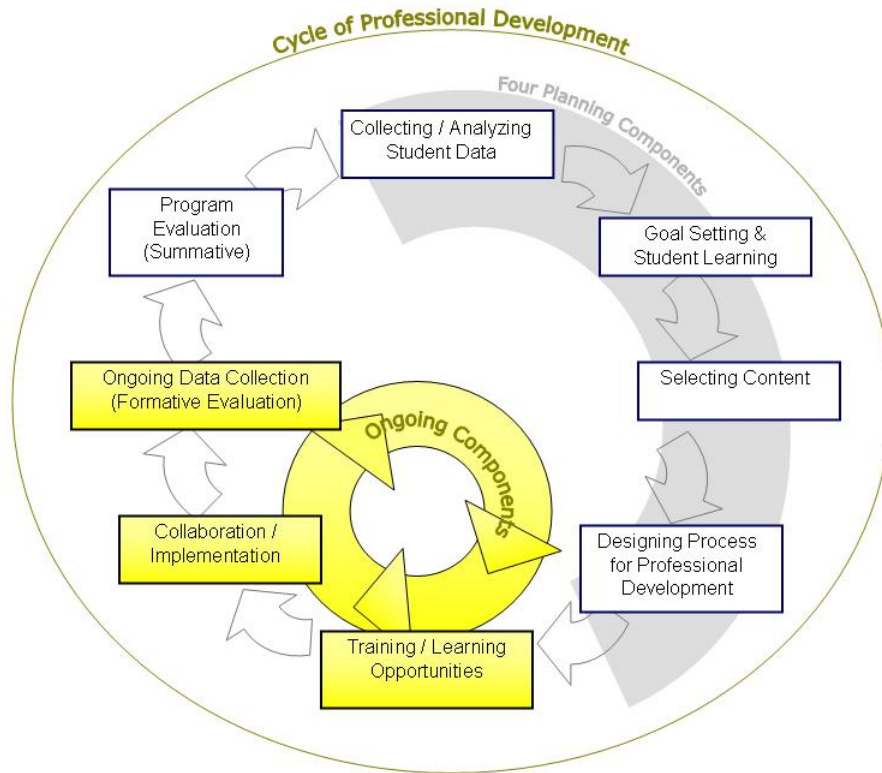 Cycle of Professional Development
Four Planning Components
Collecting / Analyzing
Student Data
Goal Setting &
Student Learning
Selecting Content
Designing Process
for Professional
Development
Training / Learning
Opportunities
Collaboration /
Implementation
Ongoing Data Collection
(Formative Evaluation)
Program
Evaluation
(Summative)
Ongoing Components